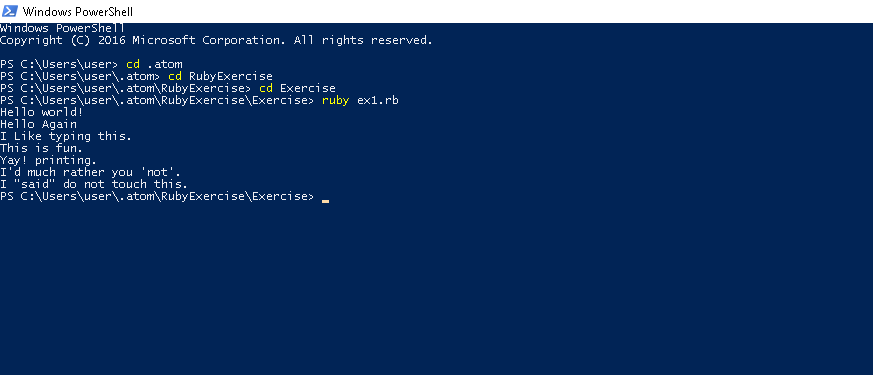 Windows PowerShell
Windows PowerShell
Copyright (C) 2016 Microsoft Corporation. All rights reserved.
PS C:\Users\user> cd .atom
PS C:\Users\user\.atom> cd RubyExercise
PS C:\Users\user\.atom\RubyExercise> cd Exercise
PS C:\Users\user\.atom\RubyExercise\Exercise> ruby ex1.rb
Hello world!
Hello Again
I Like typing this.
This is fun.
Yay! printing.
I'd much rather you 'not'.
I "said" do not touch this.
PS C:\Users\user\.atom\RubyExercise\Exercise>